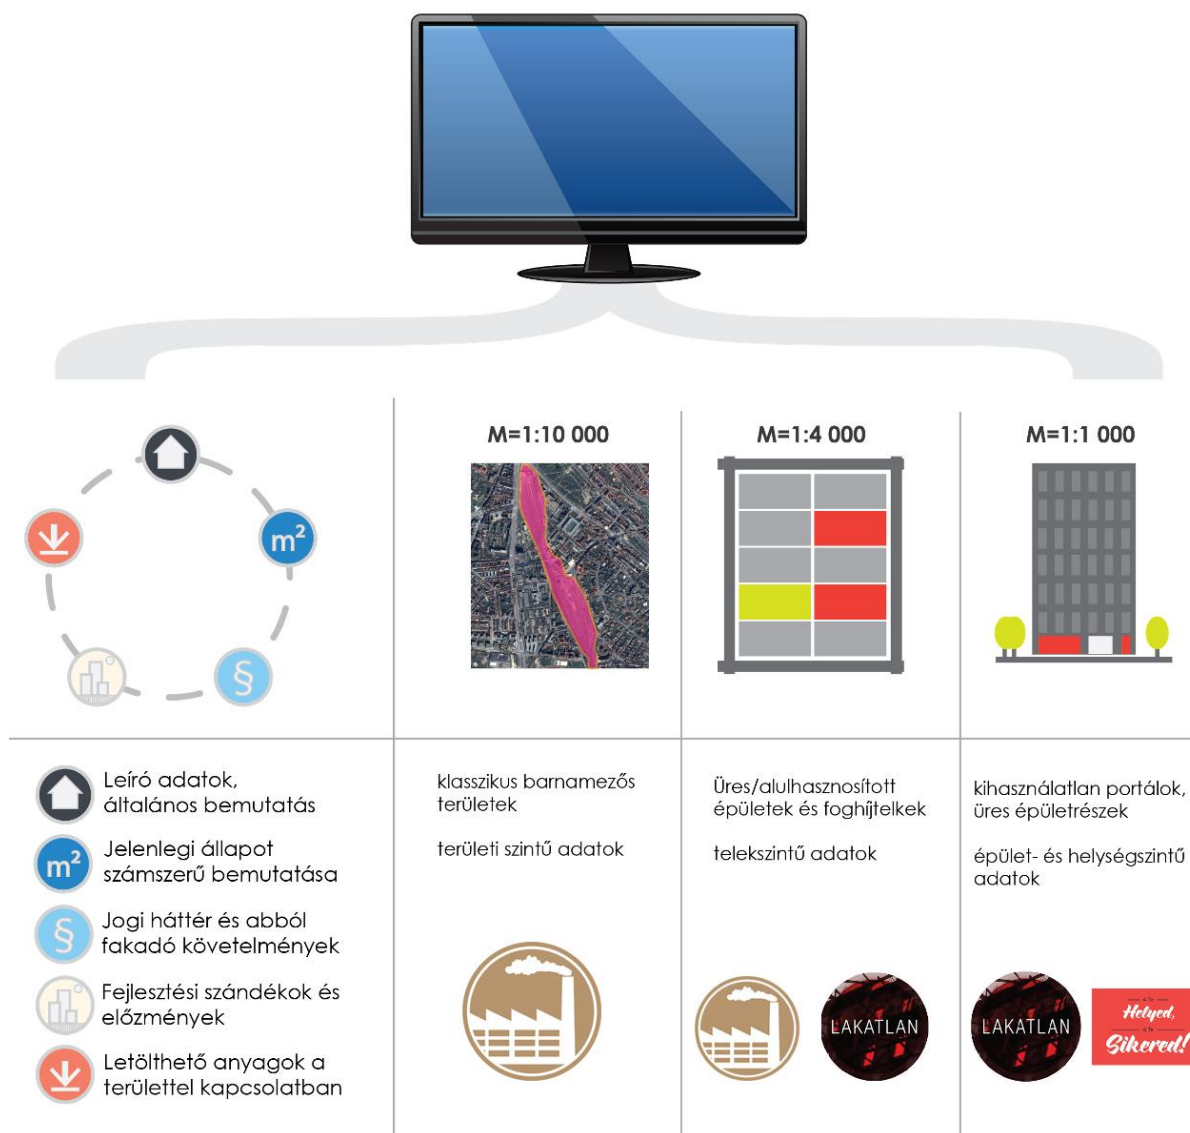 M=1:10 000
M=1:4 000
M=1:1 000
m²
§
Leíró adatok,
általános bemutatás
m²
Jelenlegi állapot
számszerű bemutatása
§
Jogi háttér és abból
fakadó követelmények
Fejlesztési szándékok és
előzmények
Letölthető anyagok a
területtel kapcsolatban
klasszikus barnamezős
területek
területi szintű adatok
Üres/alulhasznosított
épületek és foghíjtelkek
telekszintű adatok
LAKATLAN
kihasználatlan portálok,
üres épületrészek
épület- és helységszintű
adatok
LAKATLAN
A TE
Helyed,
A TE
Sikered!